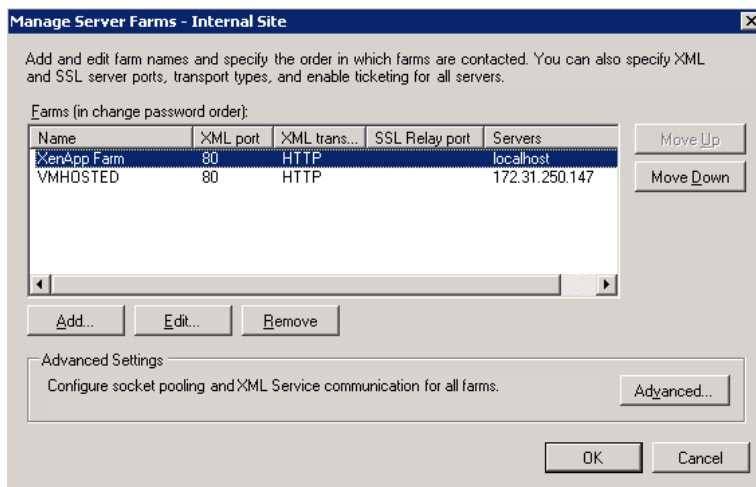 Manage Server Farms - Internal Site
Add and edit farm names and specify the order in which farms are contacted. You can also specify XML
and SSL server ports, transport types, and enable ticketing for all servers.
Farms (in change password order):
Name XML port XML trans... SSL Relay port Servers
XenApp Farm 80 HTTP localhost
VMHOSTED 80 HTTP 172.31.250.147
Move Up
Move Down
Add... Edit... Remove
Advanced Settings
Configure socket pooling and XML Service communication for all farms.
Advanced...
OK Cancel